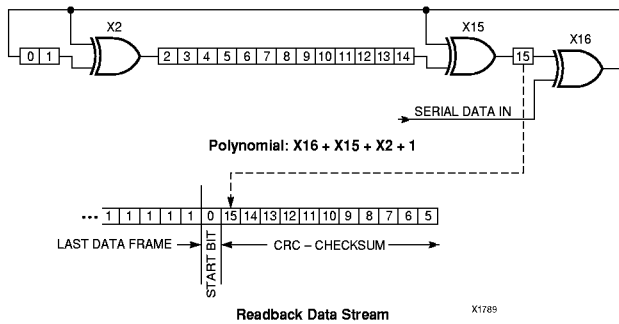 X2
X15
X16
0 1
2 3 4 5 6 7 8 9 10 11 12 13 14
15
SERIAL DATA IN
Polynomial: X16 + X15 + X2 + 1
••• 1 1 1 1 1 0 15 14 13 12 11 10 9 8 7 6 5
LAST DATA FRAME
START BIT
CRC – CHECKSUM
Readback Data Stream
X1789